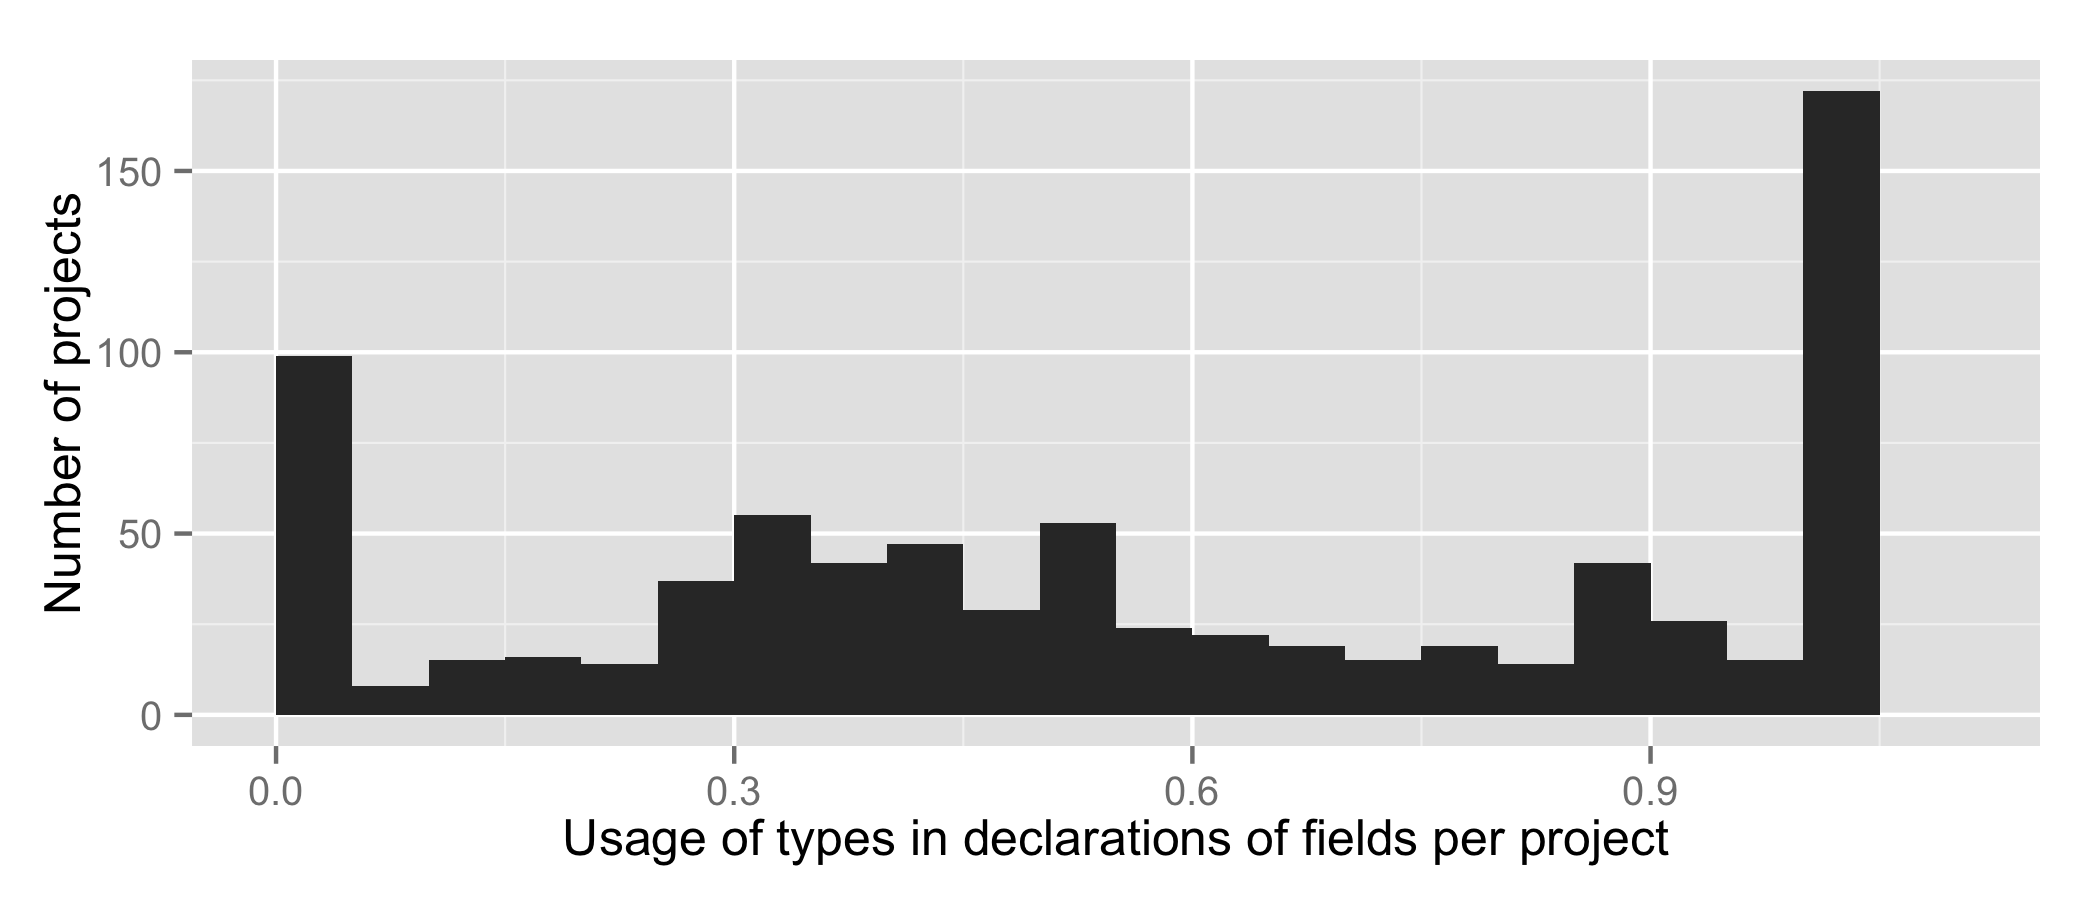 Number of projects
150
100
50
0
0.0 0.3 0.6 0.9
Usage of types in declarations of fields per project